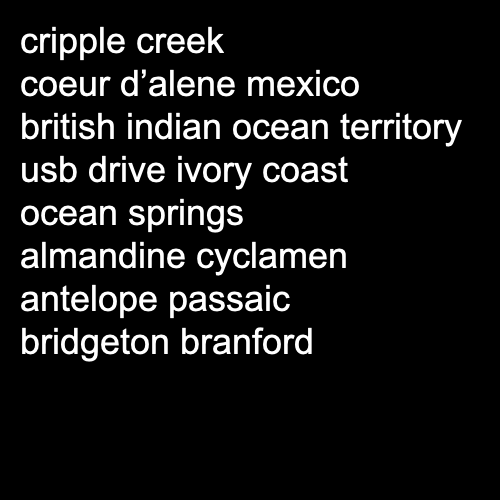 cripple creek
coeur d’alene mexico
british indian ocean territory
usb drive ivory coast
ocean springs
almandine cyclamen
antelope passaic
bridgeton branford